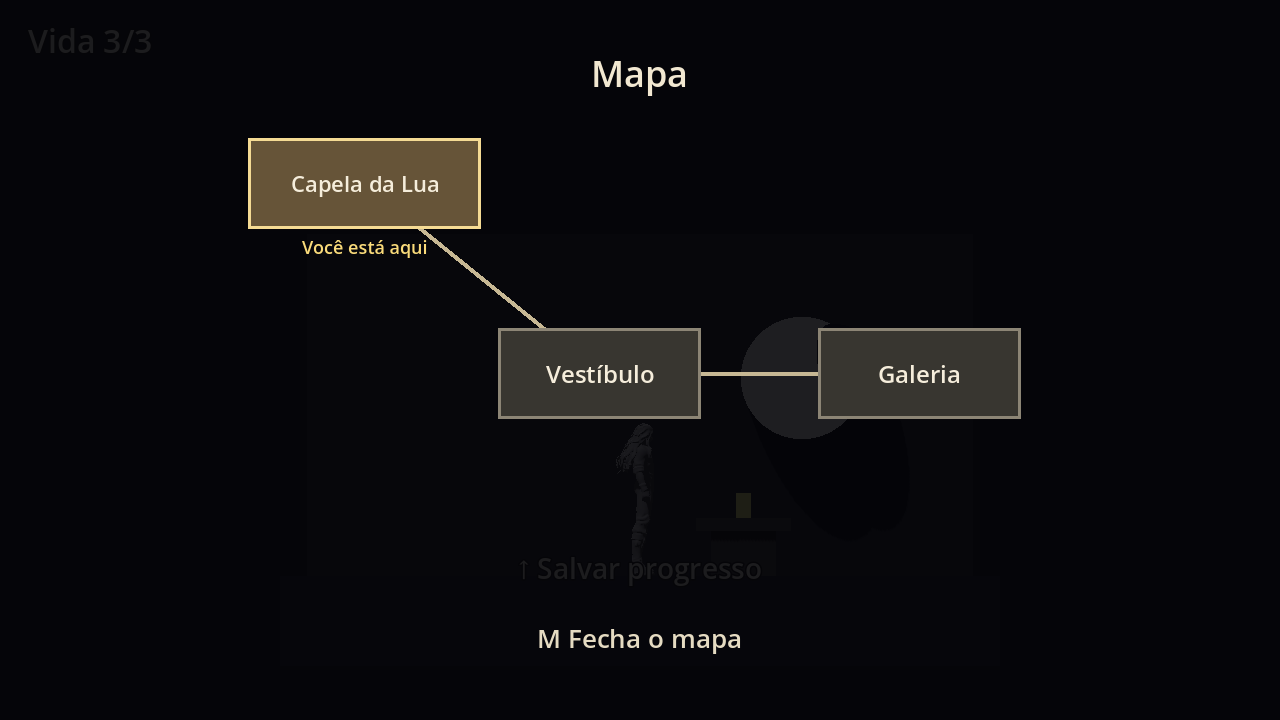 Vida 3/3
Mapa
Capela da Lua
Você está aqui
Vestíbulo
Galeria
↑ Salvar progresso
M Fecha o mapa